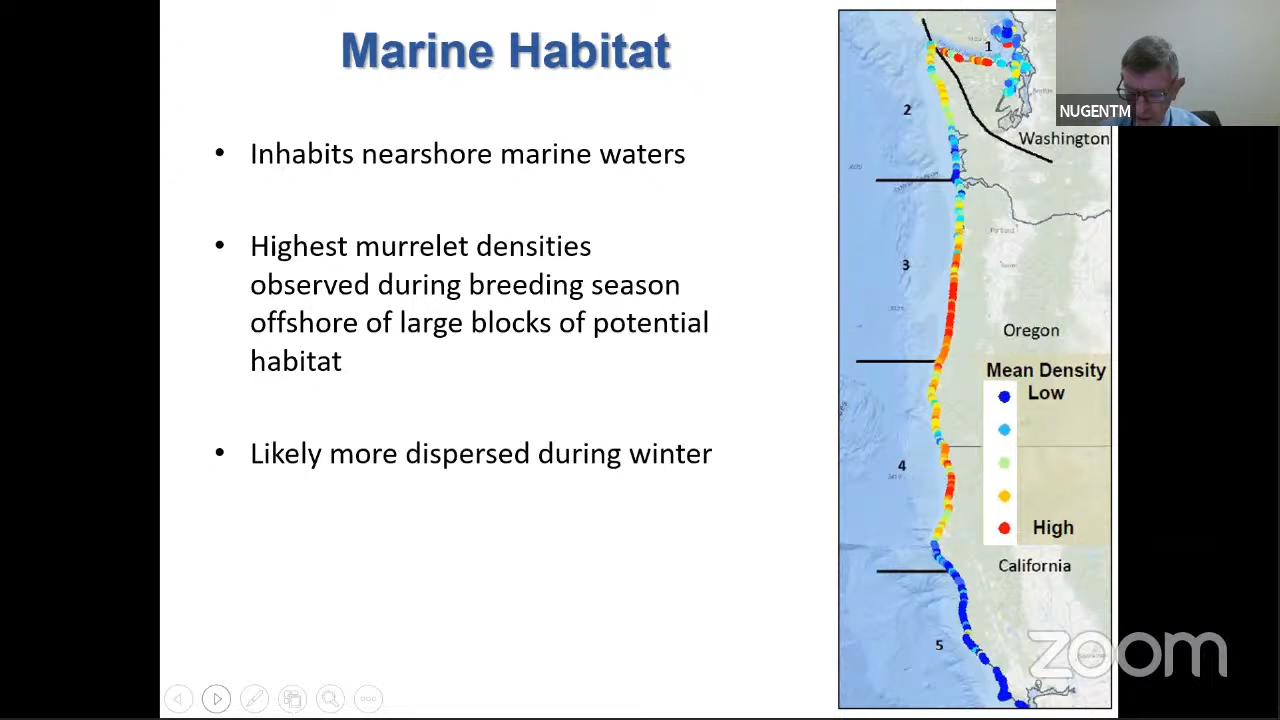 Marine Habitat
• Inhabits nearshore marine waters
• Highest murrelet densities
observed during breeding season
offshore of large blocks of potential
habitat
• Likely more dispersed during winter
1
2
NUGENTM
Washington
3
Oregon
Mean Density
Low
4
High
California
5
zoom